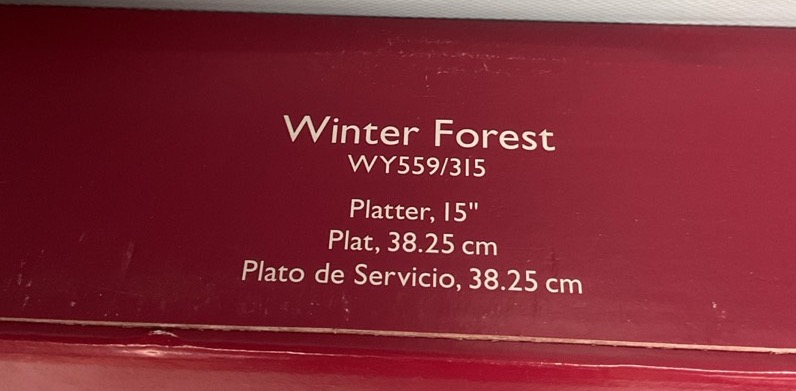 Winter Forest
WY559/315
Platter, 15"
Plat, 38.25 cm
Plato de Servicio, 38.25 cm